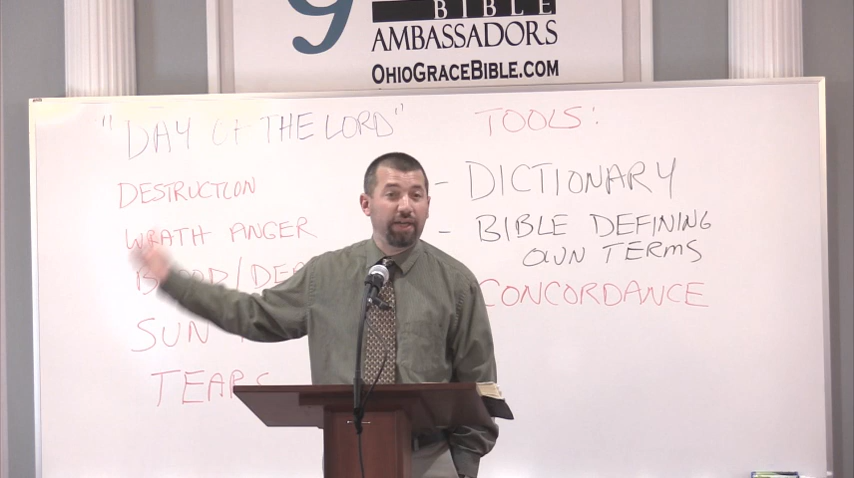 BIBLE
AMBASSADORS
OHIOGRACEBIBLE.COM
"DAY OF THE LORD"
DESTRUCTION
WRATH ANGER
SUN
TEARS
TOOLS:
- DICTIONARY
- BIBLE DEFINING
OWN TERMS
CONCORDANCE